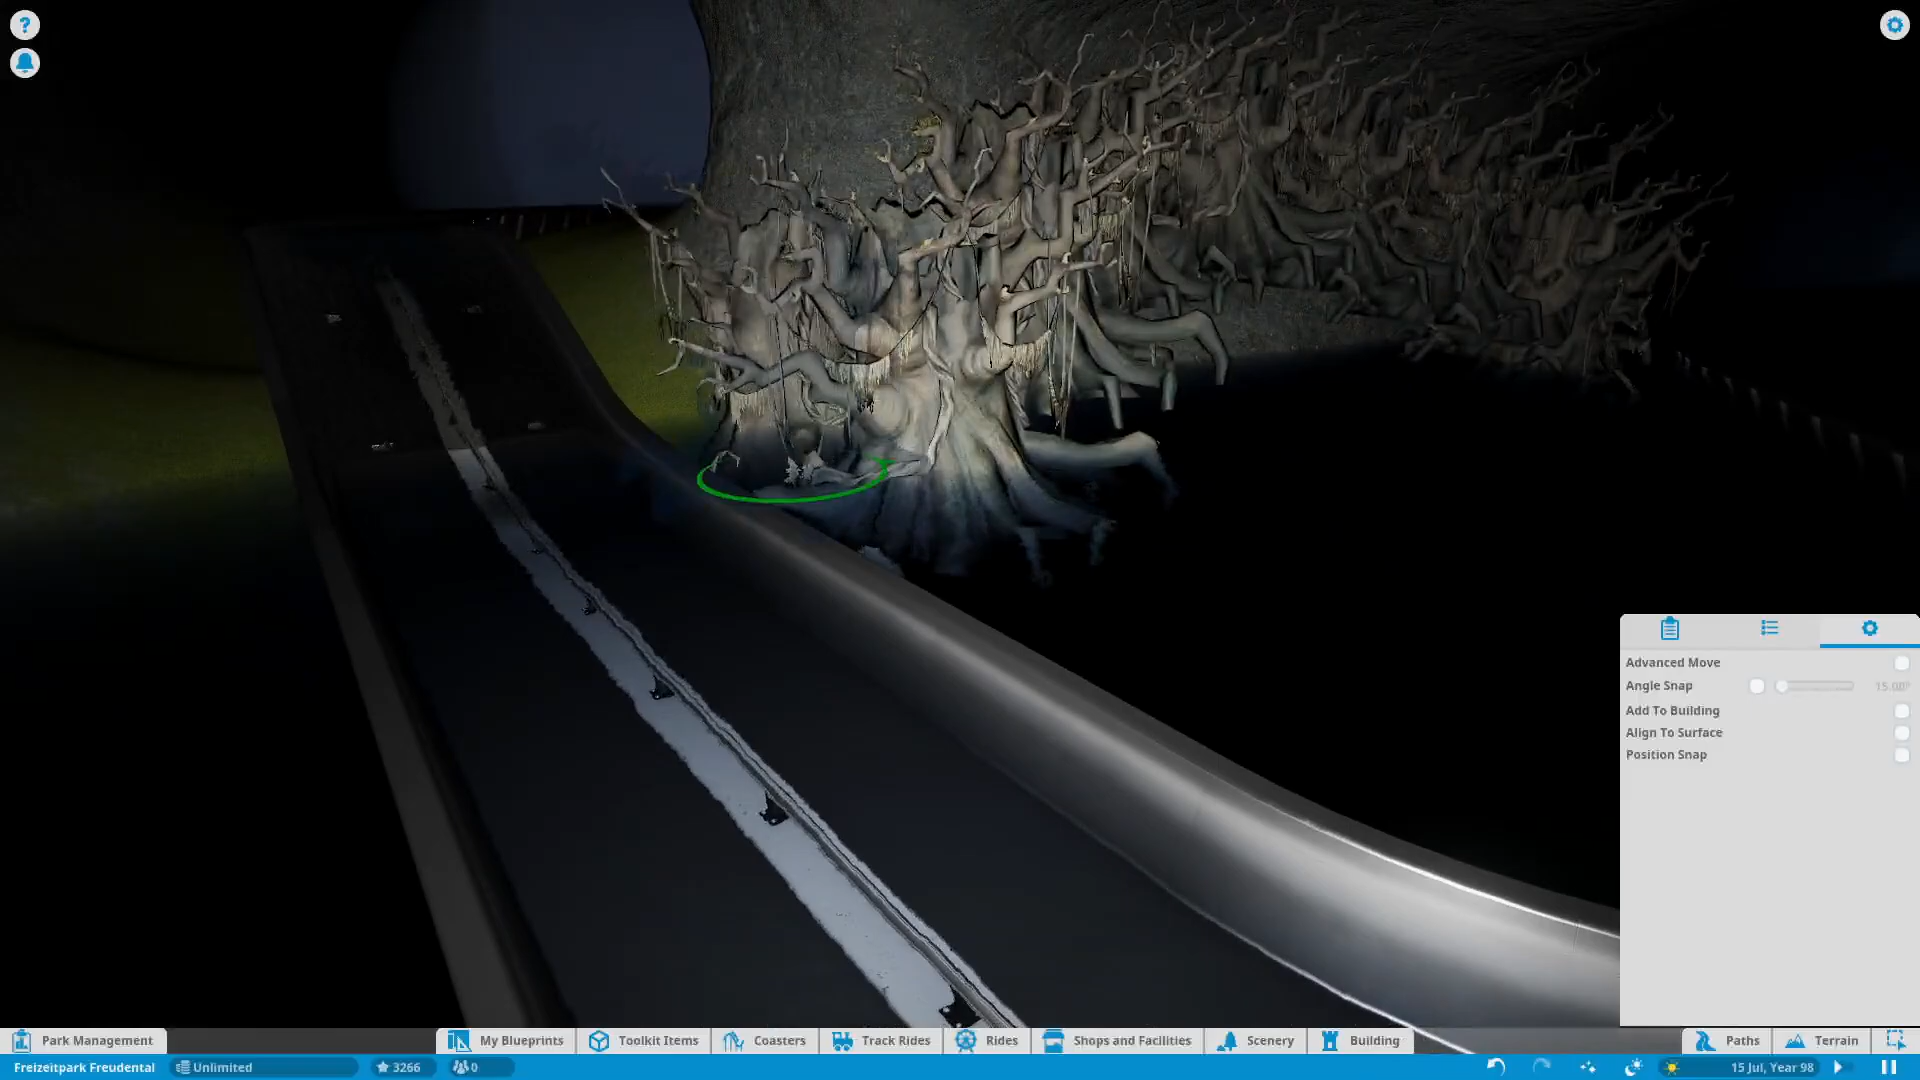 ?
Advanced Move
Angle Snap 15.00°
Add To Building
Align To Surface
Position Snap
Park Management
My Blueprints
Toolkit Items
Coasters
Track Rides
Rides
Shops and Facilities
Scenery
Building
Paths
Terrain
Freizeitpark Freudental
Unlimited
3266
0
15 Jul, Year 98